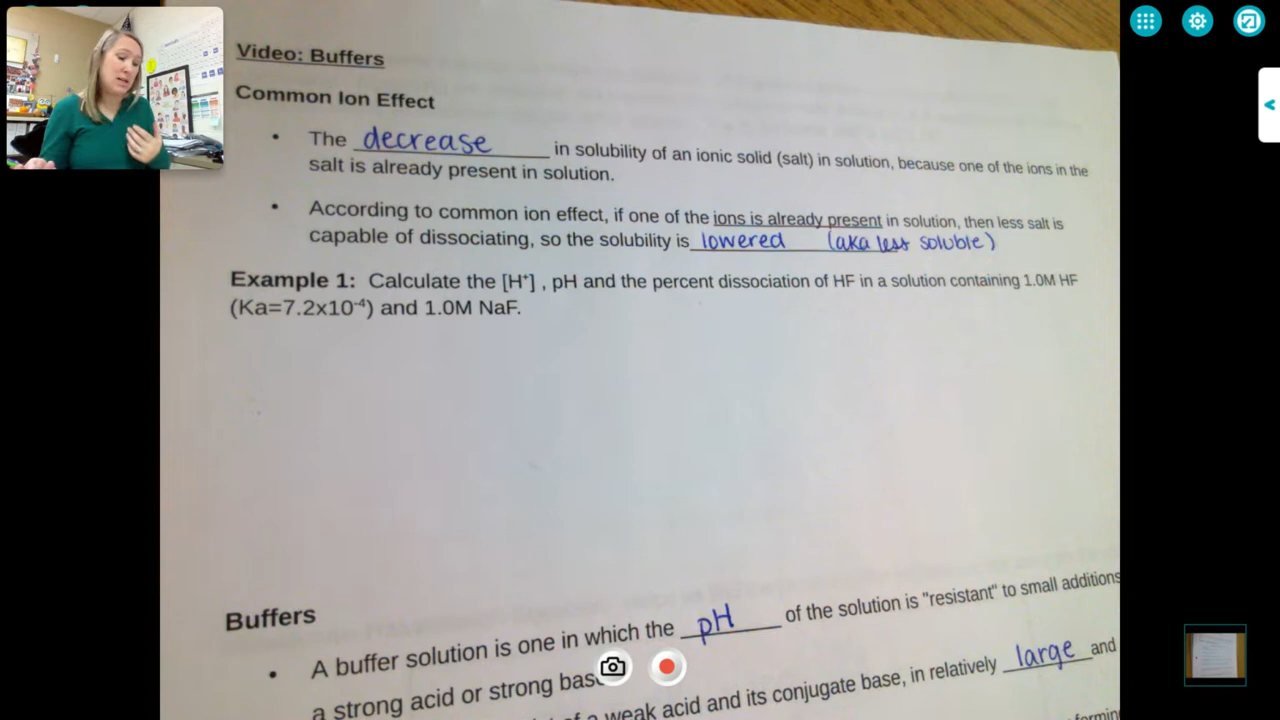 Video: Buffers
Common Ion Effect
• The decrease in solubility of an ionic solid (salt) in solution, because one of the ions in the
salt is already present in solution.
• According to common ion effect, if one of the ions is already present in solution, then less salt is
capable of dissociating, so the solubility is lowered (aka less soluble)
Example 1: Calculate the [H⁺] , pH and the percent dissociation of HF in a solution containing 1.0M HF
(Ka=7.2x10⁻⁴) and 1.0M NaF.
Buffers
• A buffer solution is one in which the pH of the solution is "resistant" to small additions
a strong acid or strong bas
of a weak acid and its conjugate base, in relatively large and